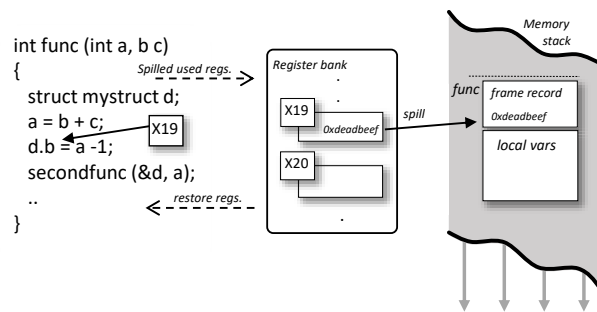 int func (int a, b c)
{
struct mystruct d;
a = b + c;
d.b = a -1;
secondfunc (&d, a);
..
}
X19
Spilled used regs.
restore regs.
Register bank
.
.
X19
0xdeadbeef
X20
.
spill
Memory
stack
func
frame record
0xdeadbeef
local vars